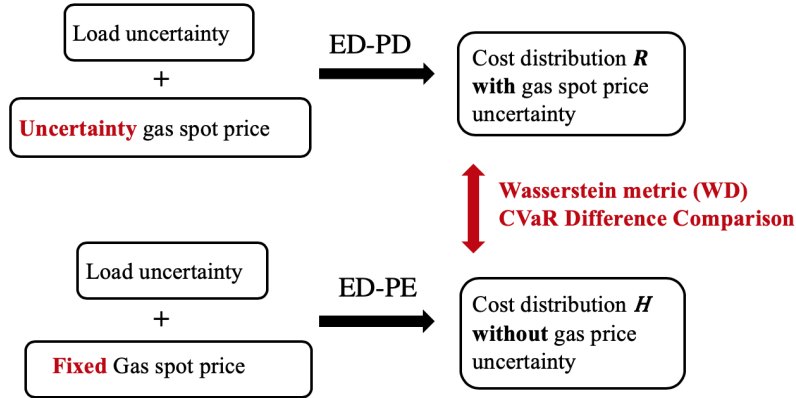 Load uncertainty
+
Uncertainty gas spot price
ED-PD
Cost distribution R
with gas spot price
uncertainty
Wasserstein metric (WD)
CVaR Difference Comparison
Load uncertainty
+
Fixed Gas spot price
ED-PE
Cost distribution H
without gas price
uncertainty